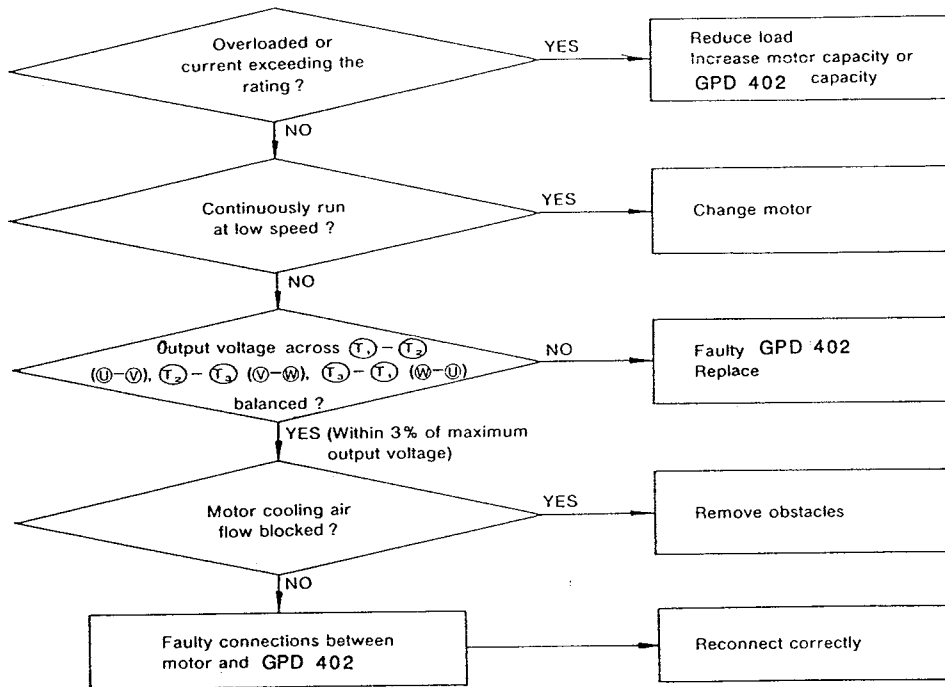 Overloaded or
current exceeding the
rating ?
YES
Reduce load
Increase motor capacity or
GPD 402 capacity
NO
Continuously run
at low speed ?
YES
Change motor
NO
Output voltage across (T₁) – (T₂)
((U)–(V)), (T₂) – (T₃) ((V)–(W)), (T₃) – (T₁) ((W)–(U))
balanced ?
NO
Faulty GPD 402
Replace
YES (Within 3% of maximum
output voltage)
Motor cooling air
flow blocked ?
YES
Remove obstacles
NO
Faulty connections between
motor and GPD 402
Reconnect correctly